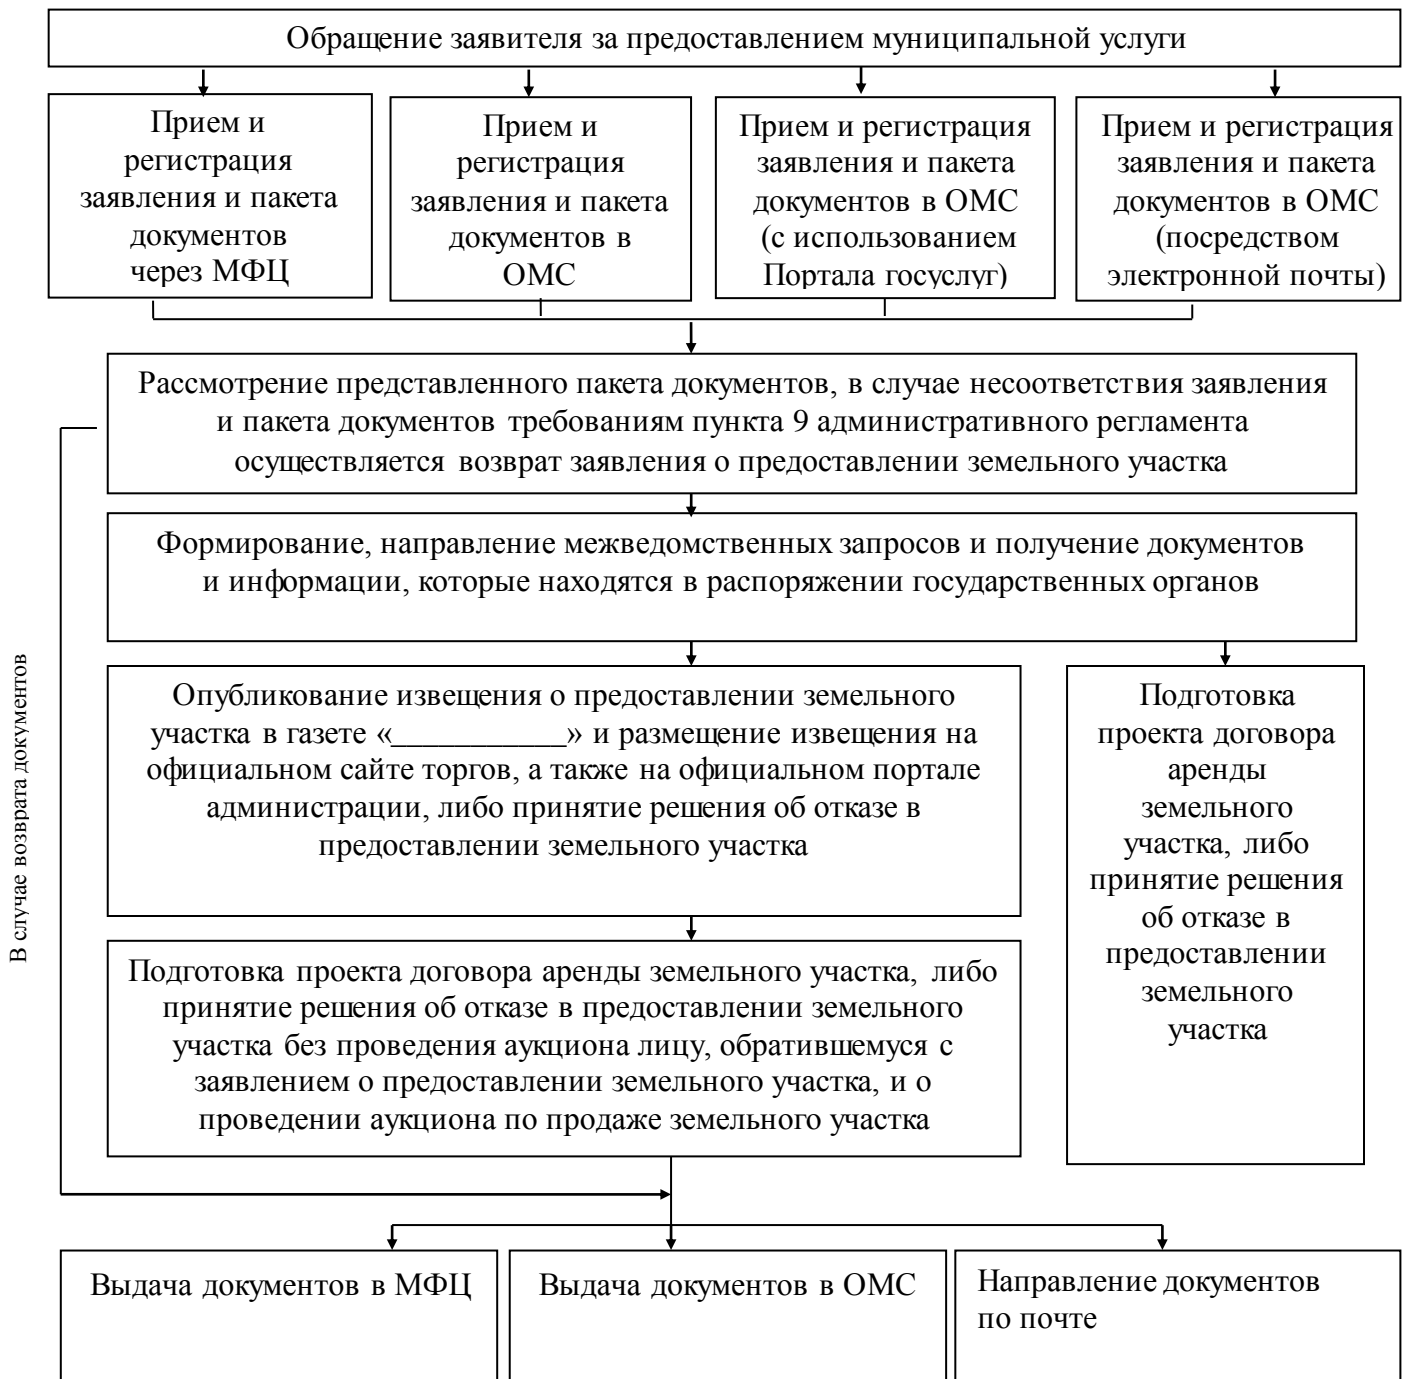 Обращение заявителя за предоставлением муниципальной услуги
Прием и
регистрация
заявления и пакета
документов
через МФЦ
Прием и
регистрация
заявления и пакета
документов в
ОМС
Прием и регистрация
заявления и пакета
документов в ОМС
(с использованием
Портала госуслуг)
Прием и регистрация
заявления и пакета
документов в ОМС
(посредством
электронной почты)
Рассмотрение представленного пакета документов, в случае несоответствия заявления
и пакета документов требованиям пункта 9 административного регламента
осуществляется возврат заявления о предоставлении земельного участка
Формирование, направление межведомственных запросов и получение документов
и информации, которые находятся в распоряжении государственных органов
В случае возврата документов
Опубликование извещения о предоставлении земельного
участка в газете «___________» и размещение извещения на
официальном сайте торгов, а также на официальном портале
администрации, либо принятие решения об отказе в
предоставлении земельного участка
Подготовка
проекта договора
аренды
земельного
участка, либо
принятие решения
об отказе в
предоставлении
земельного
участка
Подготовка проекта договора аренды земельного участка, либо
принятие решения об отказе в предоставлении земельного
участка без проведения аукциона лицу, обратившемуся с
заявлением о предоставлении земельного участка, и о
проведении аукциона по продаже земельного участка
Выдача документов в МФЦ
Выдача документов в ОМС
Направление документов
по почте